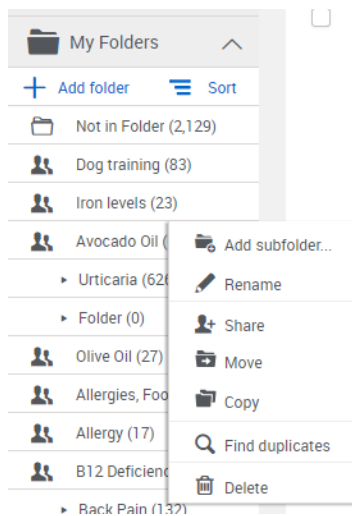 My Folders
Add folder Sort
Not in Folder (2,129)
Dog training (83)
Iron levels (23)
Avocado Oil (
Urticaria (626
Folder (0)
Olive Oil (27)
Allergies, Foo
Allergy (17)
B12 Deficienc
Back Pain (132)
Add subfolder...
Rename
Share
Move
Copy
Find duplicates
Delete